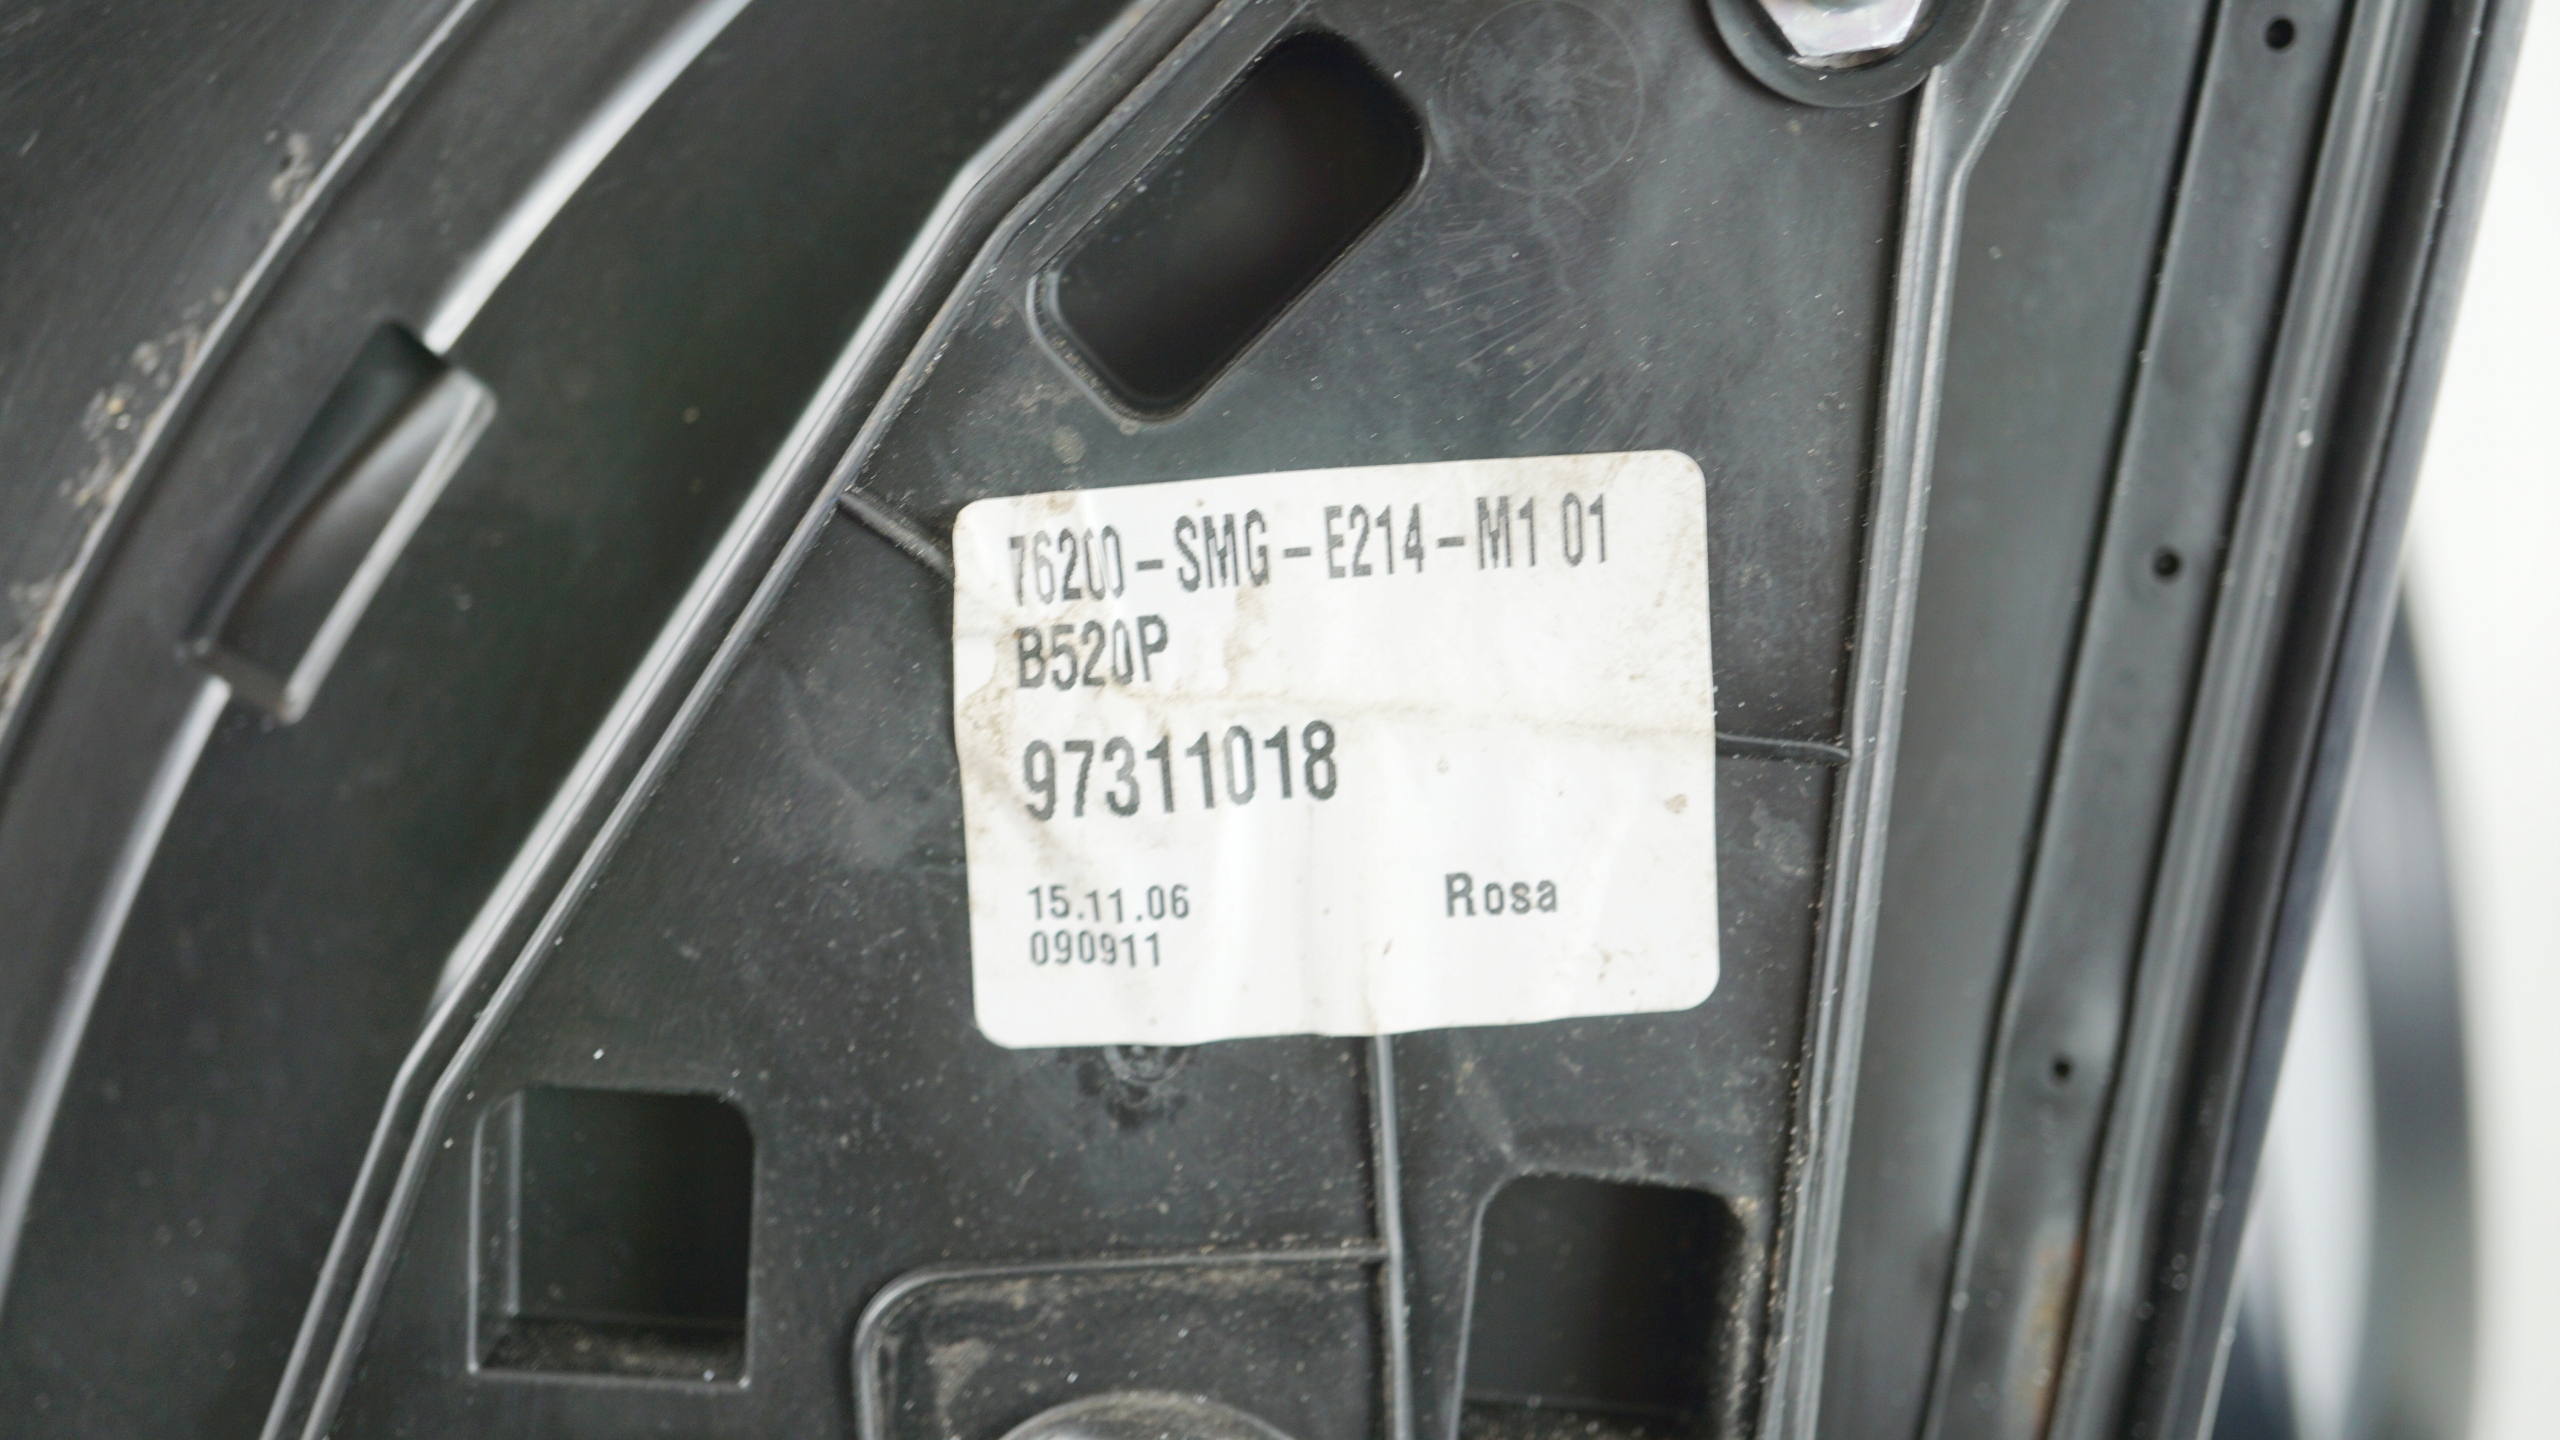 76200-SMG-E214-M1 01
B520P
97311018
15.11.06 Rosa
090911